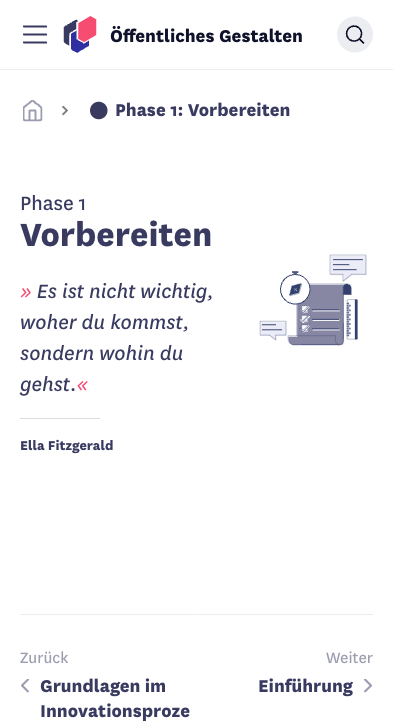 Öffentliches Gestalten
Phase 1: Vorbereiten
Phase 1
Vorbereiten
» Es ist nicht wichtig,
woher du kommst,
sondern wohin du
gehst.«
Ella Fitzgerald
Zurück
Weiter
Grundlagen im
Innovationsproze
Einführung